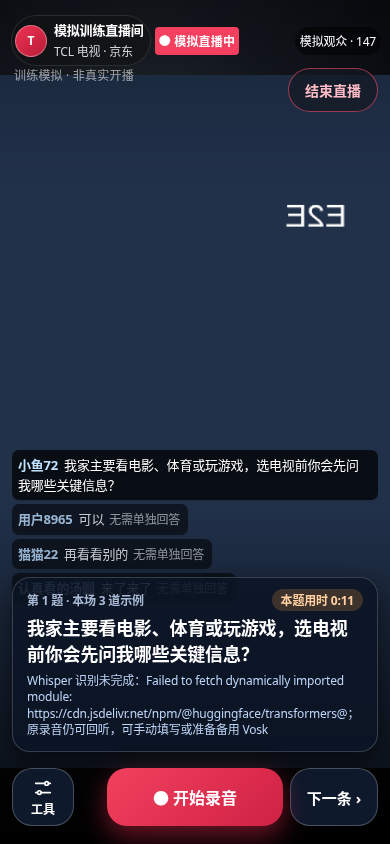 T
模拟训练直播间
TCL 电视 · 京东
模拟直播中
模拟观众 · 147
训练模拟 · 非真实开播
结束直播
E2E
小鱼72 我家主要看电影、体育或玩游戏，选电视前你会先问
我哪些关键信息？
用户8965 可以 无需单独回答
猫猫22 再看看别的 无需单独回答
认真看的汤圆 来了来了 无需单独回答
第 1 题 · 本场 3 道示例
本题用时 0:11
我家主要看电影、体育或玩游戏，选电视
前你会先问我哪些关键信息？
Whisper 识别未完成：Failed to fetch dynamically imported
module:
https://cdn.jsdelivr.net/npm/@huggingface/transformers@；
原录音仍可回听，可手动填写或准备备用 Vosk
工具
开始录音
下一条 ›